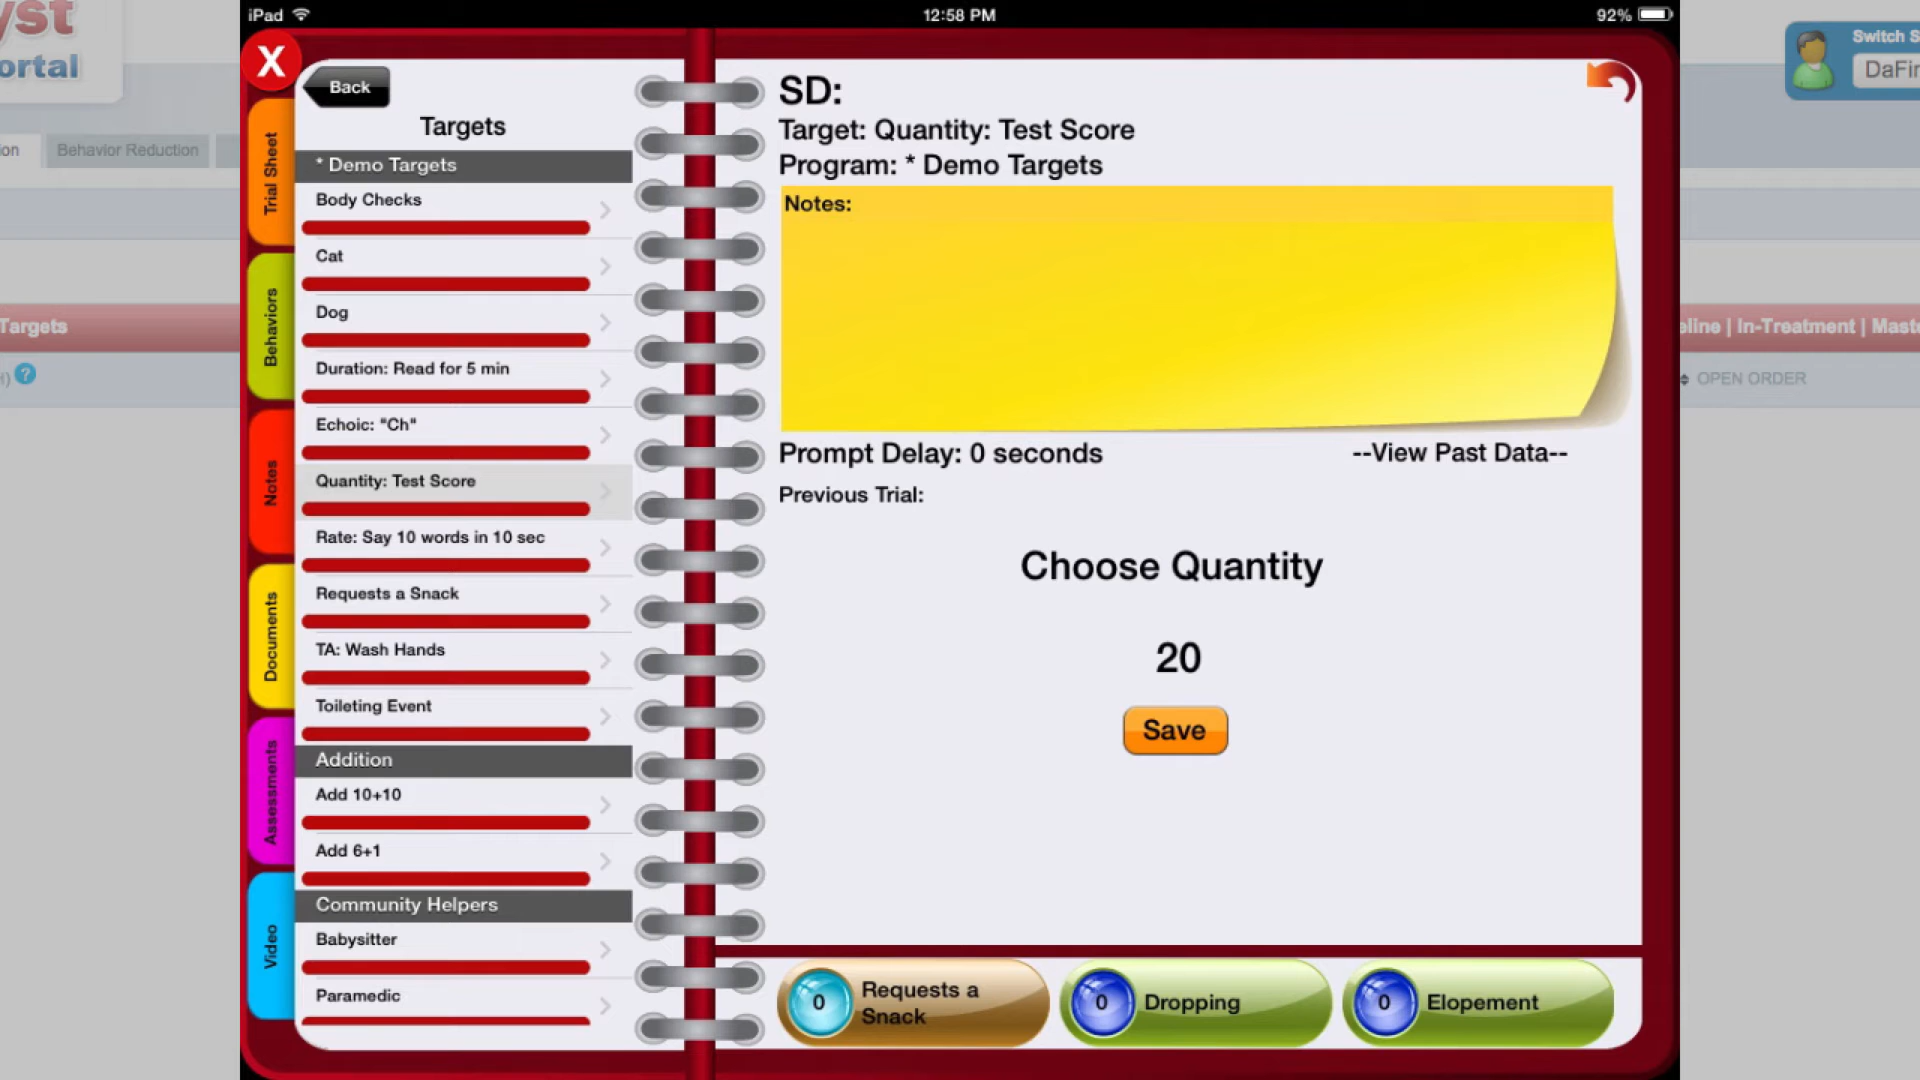 iPad
12:58 PM
92%
yst
ortal
Switch S
DaFir
ion
Behavior Reduction
Targets
eline | In-Treatment | Maste
?
OPEN ORDER
X
Back
Trial Sheet
Behaviors
Notes
Documents
Assessments
Video
Targets
* Demo Targets
Body Checks
Cat
Dog
Duration: Read for 5 min
Echoic: "Ch"
Quantity: Test Score
Rate: Say 10 words in 10 sec
Requests a Snack
TA: Wash Hands
Toileting Event
Addition
Add 10+10
Add 6+1
Community Helpers
Babysitter
Paramedic
SD:
Target: Quantity: Test Score
Program: * Demo Targets
Notes:
Prompt Delay: 0 seconds
--View Past Data--
Previous Trial:
Choose Quantity
20
Save
0
Requests a
Snack
0
Dropping
0
Elopement